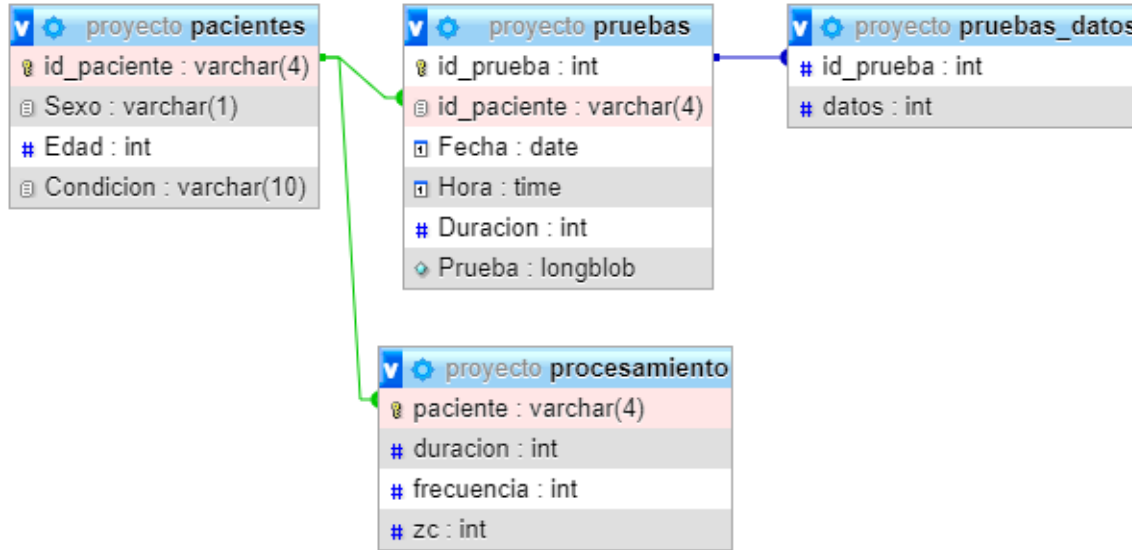 v proyecto pacientes
id_paciente : varchar(4)
Sexo : varchar(1)
# Edad : int
Condicion : varchar(10)
v proyecto pruebas
id_prueba : int
id_paciente : varchar(4)
Fecha : date
Hora : time
# Duracion : int
Prueba : longblob
v proyecto pruebas_datos
# id_prueba : int
# datos : int
v proyecto procesamiento
paciente : varchar(4)
# duracion : int
# frecuencia : int
# zc : int